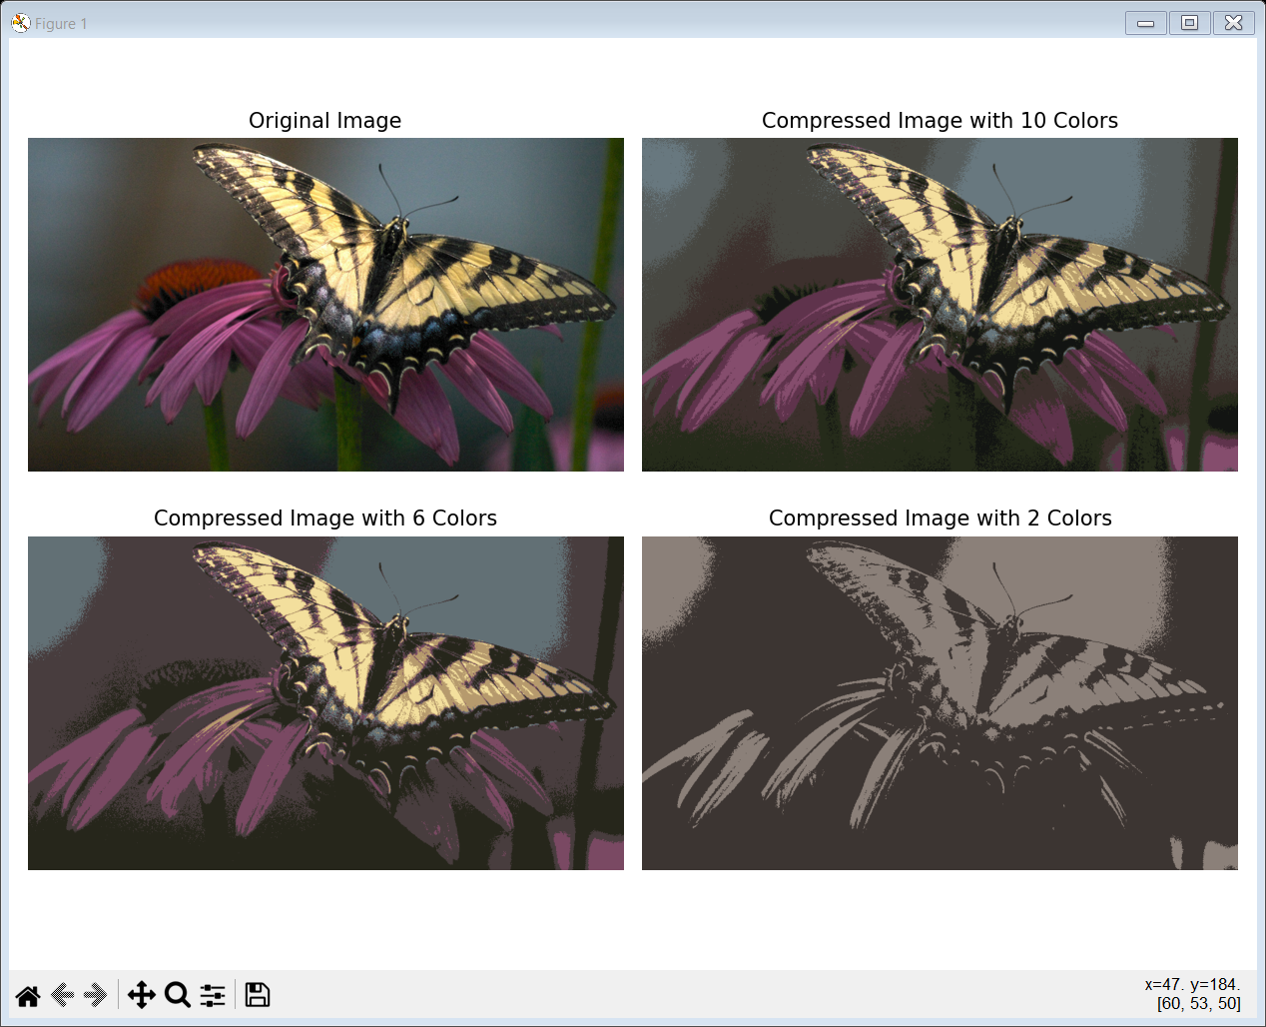 Figure 1
Original Image
Compressed Image with 10 Colors
Compressed Image with 6 Colors
Compressed Image with 2 Colors
x=47. y=184.
[60, 53, 50]